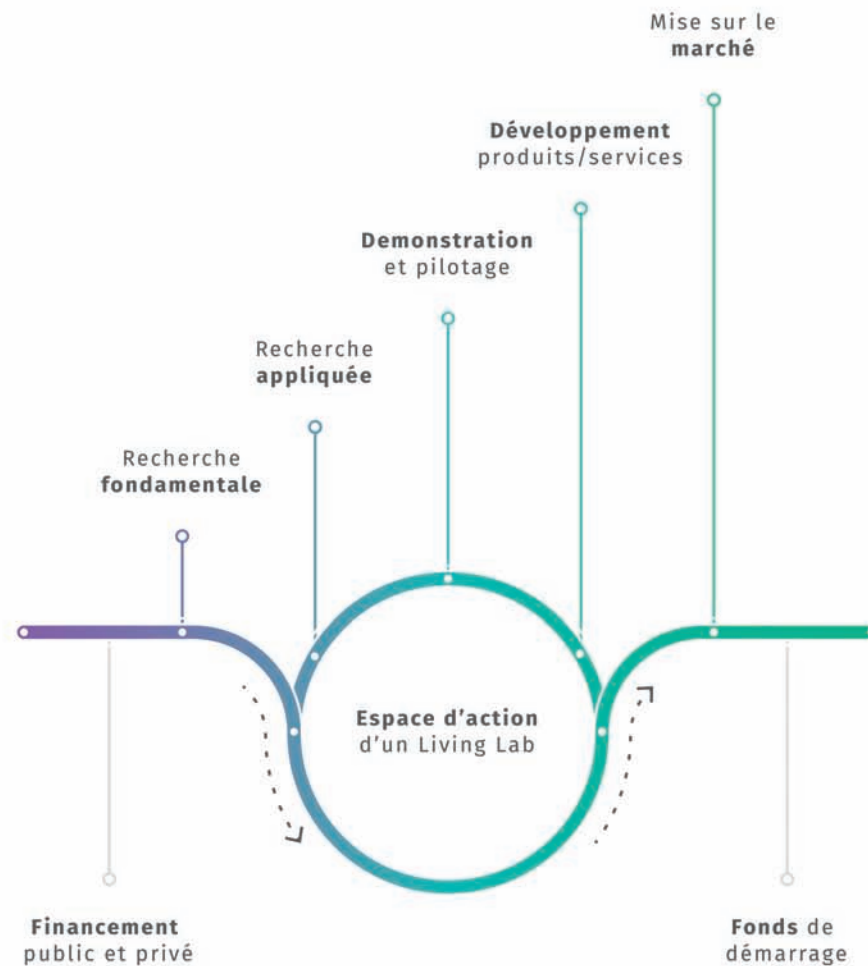 Mise sur le
marché
Développement
produits/services
Demonstration
et pilotage
Recherche
appliquée
Recherche
fondamentale
Espace d’action
d’un Living Lab
Financement
public et privé
Fonds de
démarrage